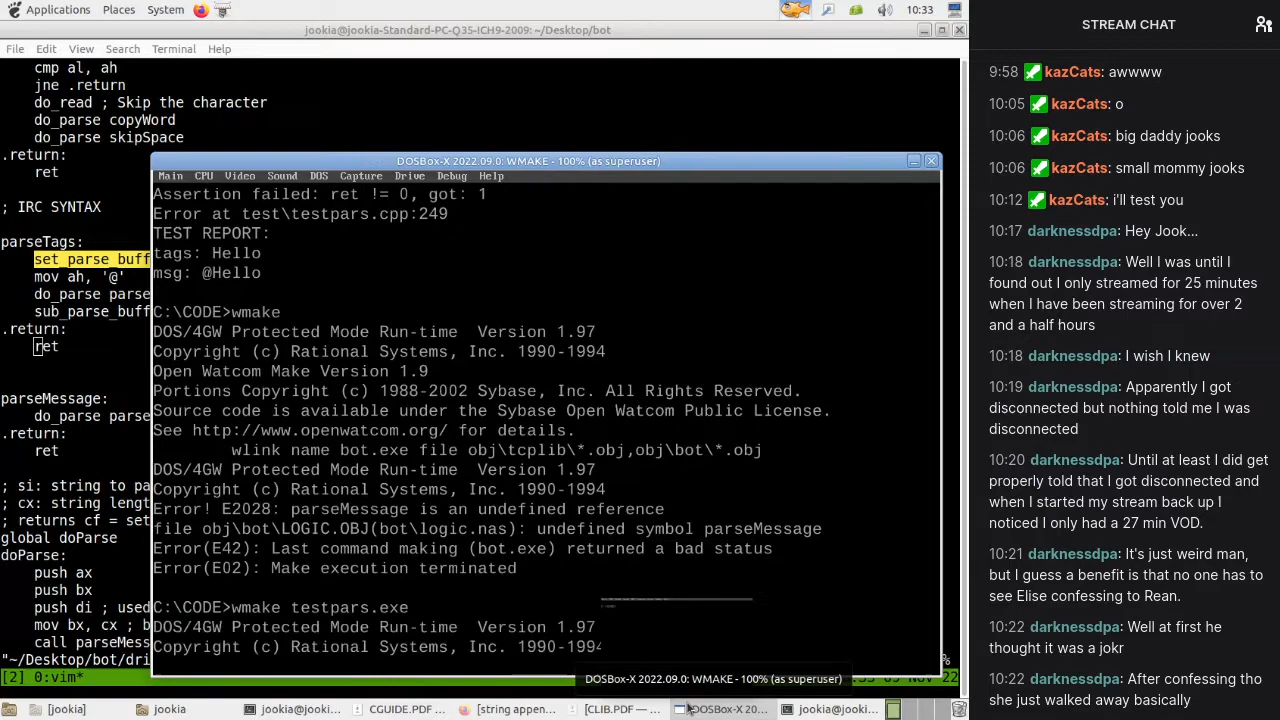 Applications Places System 10:33
jookia@jookia-Standard-PC-Q35-ICH9-2009: ~/Desktop/bot
File Edit View Search Terminal Help
cmp al, ah
jne .return
do_read ; Skip the character
do_parse copyWord
do_parse skipSpace
.return:
ret
; IRC SYNTAX
parseTags:
set_parse_buff
mov ah, '@'
do_parse parse
sub_parse_buff
.return:
ret
parseMessage:
do_parse parse
.return:
ret
; si: string to pa
; cx: string length
; returns cf = set
global doParse
doParse:
push ax
push bx
push di ; used
mov bx, cx ; b
call parseMess
"~/Desktop/bot/dri
[2] 0:vim*
DOSBox-X 2022.09.0: WMAKE - 100% (as superuser)
Main CPU Video Sound DOS Capture Drive Debug Help
Assertion failed: ret != 0, got: 1
Error at test\testpars.cpp:249
TEST REPORT:
tags: Hello
msg: @Hello
C:\CODE>wmake
DOS/4GW Protected Mode Run-time Version 1.97
Copyright (c) Rational Systems, Inc. 1990-1994
Open Watcom Make Version 1.9
Portions Copyright (c) 1988-2002 Sybase, Inc. All Rights Reserved.
Source code is available under the Sybase Open Watcom Public License.
See http://www.openwatcom.org/ for details.
wlink name bot.exe file obj\tcplib\*.obj,obj\bot\*.obj
DOS/4GW Protected Mode Run-time Version 1.97
Copyright (c) Rational Systems, Inc. 1990-1994
Error! E2028: parseMessage is an undefined reference
file obj\bot\LOGIC.OBJ(bot\logic.nas): undefined symbol parseMessage
Error(E42): Last command making (bot.exe) returned a bad status
Error(E02): Make execution terminated
C:\CODE>wmake testpars.exe
DOS/4GW Protected Mode Run-time Version 1.97
Copyright (c) Rational Systems, Inc. 1990-1994
DOSBox-X 2022.09.0: WMAKE - 100% (as superuser)
[jookia] jookia jookia@jooki... CGUIDE.PDF —... [string appen... [CLIB.PDF — ... DOSBox-X 20... jookia@jooki...
STREAM CHAT
9:58 kazCats: awwww
10:05 kazCats: o
10:06 kazCats: big daddy jooks
10:06 kazCats: small mommy jooks
10:12 kazCats: i'll test you
10:17 darknessdpa: Hey Jook...
10:18 darknessdpa: Well I was until I
found out I only streamed for 25 minutes
when I have been streaming for over 2
and a half hours
10:18 darknessdpa: I wish I knew
10:19 darknessdpa: Apparently I got
disconnected but nothing told me I was
disconnected
10:20 darknessdpa: Until at least I did get
properly told that I got disconnected and
when I started my stream back up I
noticed I only had a 27 min VOD.
10:21 darknessdpa: It's just weird man,
but I guess a benefit is that no one has to
see Elise confessing to Rean.
10:22 darknessdpa: Well at first he
thought it was a jokr
10:22 darknessdpa: After confessing tho
she just walked away basically